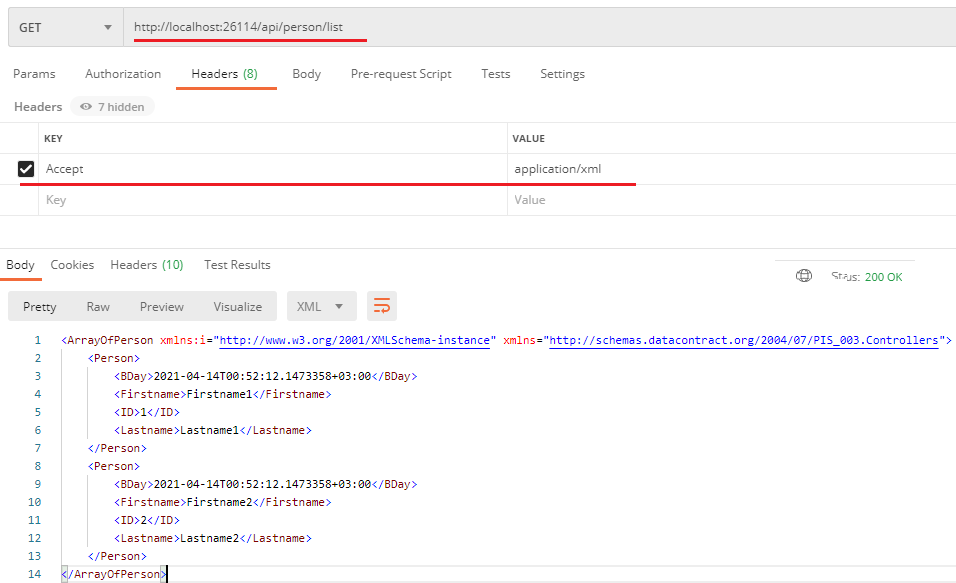 GET http://localhost:26114/api/person/list
Params Authorization Headers (8) Body Pre-request Script Tests Settings
Headers 7 hidden
KEY VALUE
Accept application/xml
Key Value
Body Cookies Headers (10) Test Results 200 OK
Pretty Raw Preview Visualize XML
1 <ArrayOfPerson xmlns:i="http://www.w3.org/2001/XMLSchema-instance" xmlns="http://schemas.datacontract.org/2004/07/PIS_003.Controllers">
2 <Person>
3 <BDay>2021-04-14T00:52:12.1473358+03:00</BDay>
4 <Firstname>Firstname1</Firstname>
5 <ID>1</ID>
6 <Lastname>Lastname1</Lastname>
7 </Person>
8 <Person>
9 <BDay>2021-04-14T00:52:12.1473358+03:00</BDay>
10 <Firstname>Firstname2</Firstname>
11 <ID>2</ID>
12 <Lastname>Lastname2</Lastname>
13 </Person>
14 </ArrayOfPerson>